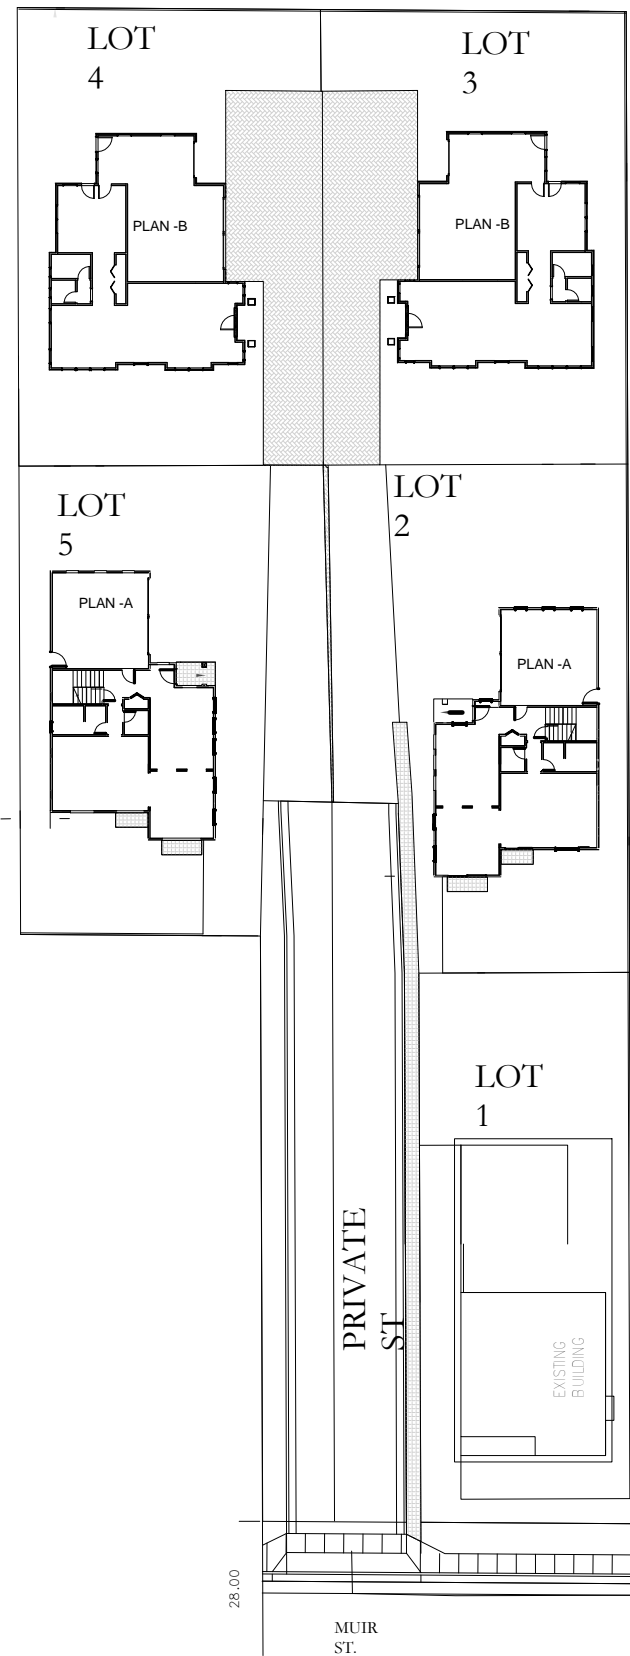 LOT
4
LOT
3
PLAN -B
PLAN -B
LOT
5
LOT
2
PLAN -A
PLAN -A
LOT
1
PRIVATE
ST
EXISTING
BUILDING
28.00
MUIR
ST.